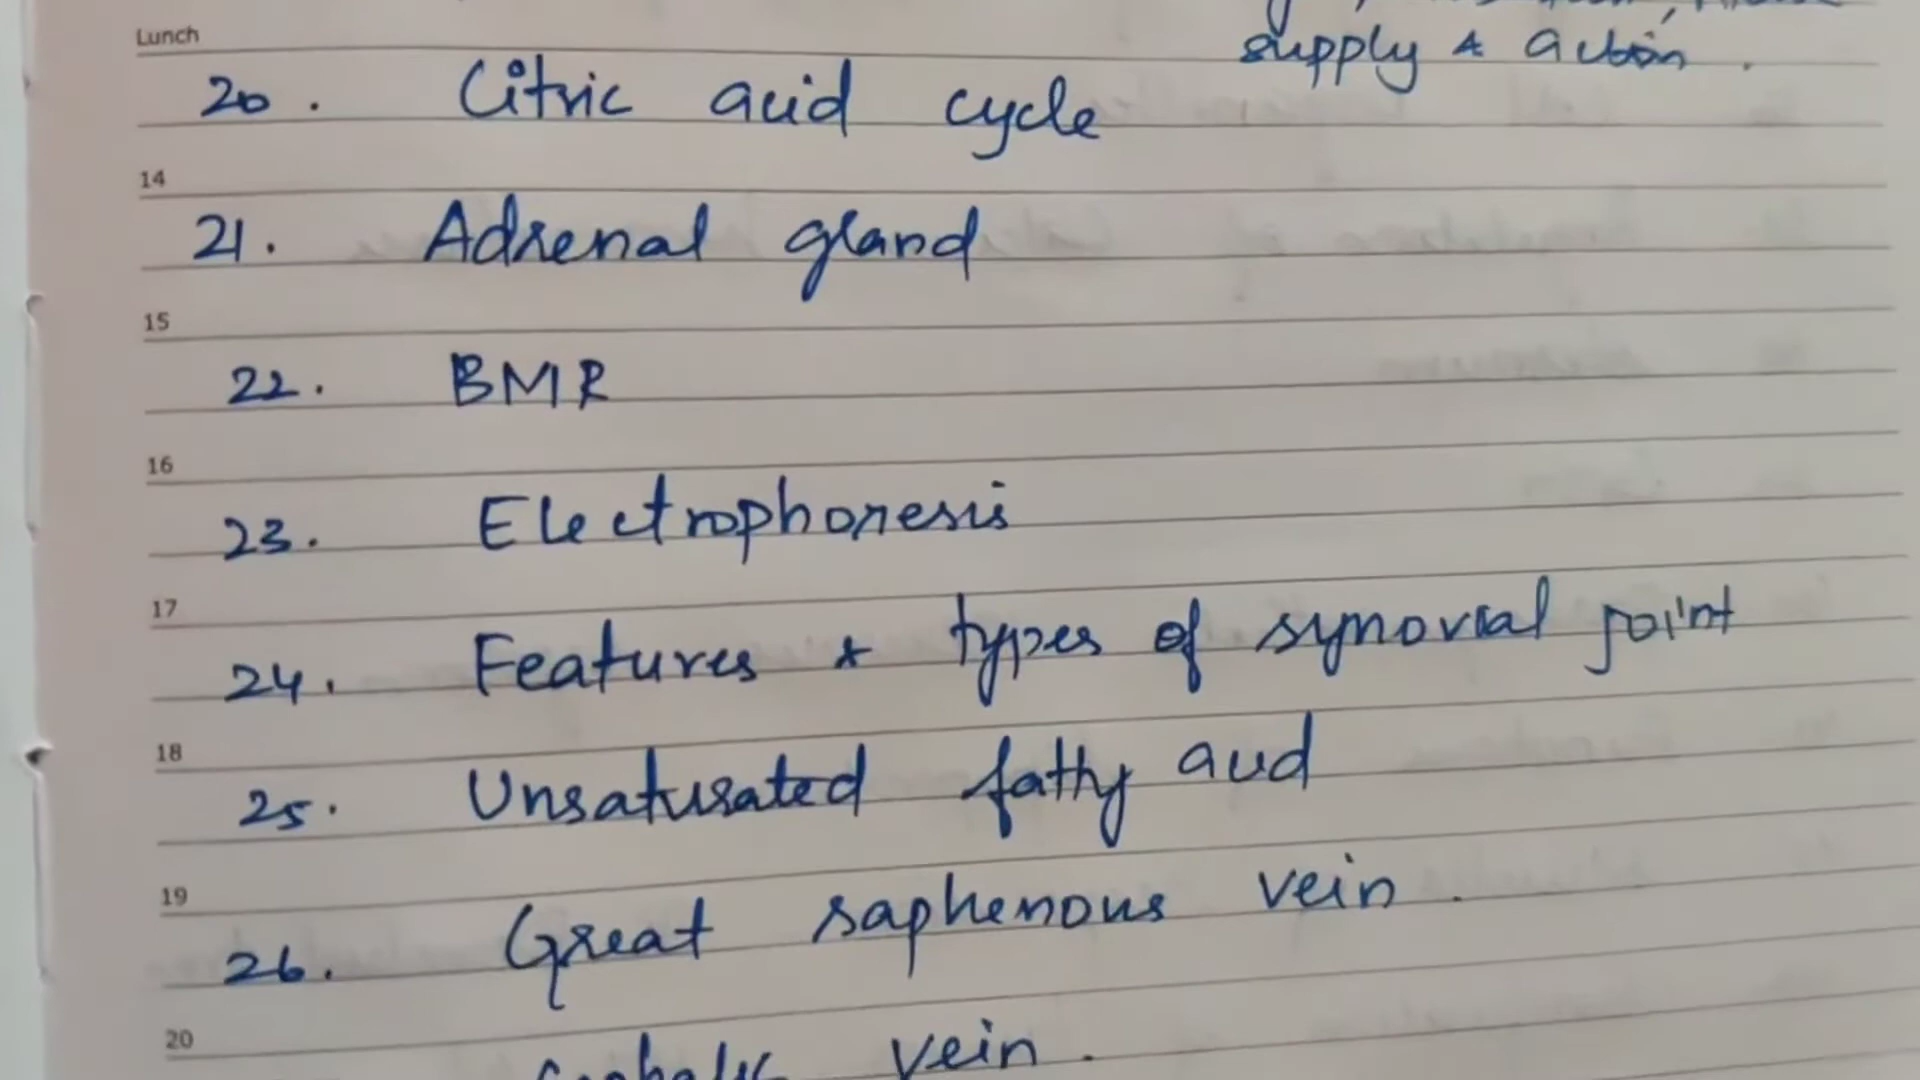 supply & action .
Lunch
20 . Citric acid cycle
14
21. Adrenal gland
15
22. BMR
16
23. Electrophoresis
17
24. Features & types of synovial joint
18
25. Unsaturated fatty acid
19
26. Great saphenous vein .
20
Cephalic vein .